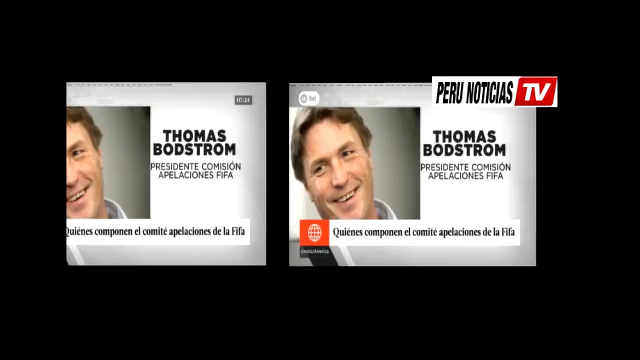 PERU NOTICIAS TV
07:24
THOMAS
BODSTROM
PRESIDENTE COMISIÓN
APELACIONES FIFA
Quiénes componen el comité apelaciones de la Fifa
THOMAS
BODSTROM
PRESIDENTE COMISIÓN
APELACIONES FIFA
Quiénes componen el comité apelaciones de la Fifa